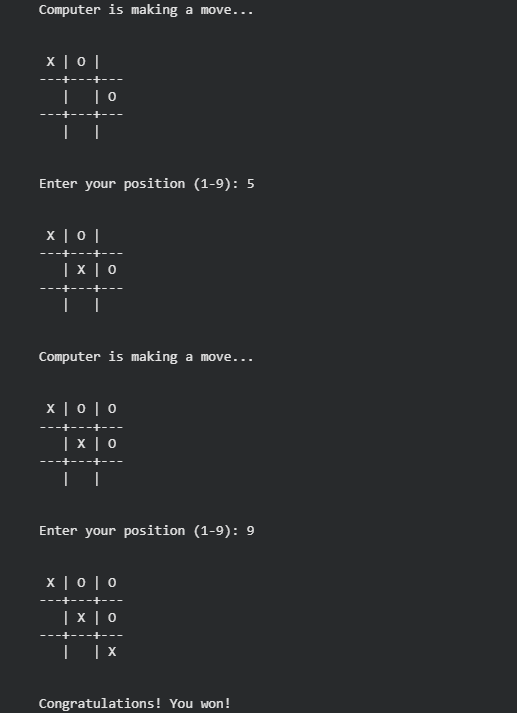 Computer is making a move...
 X | O |
---+---+---
   |   | O
---+---+---
   |   |
Enter your position (1-9): 5
 X | O |
---+---+---
   | X | O
---+---+---
   |   |
Computer is making a move...
 X | O | O
---+---+---
   | X | O
---+---+---
   |   |
Enter your position (1-9): 9
 X | O | O
---+---+---
   | X | O
---+---+---
   |   | X
Congratulations! You won!